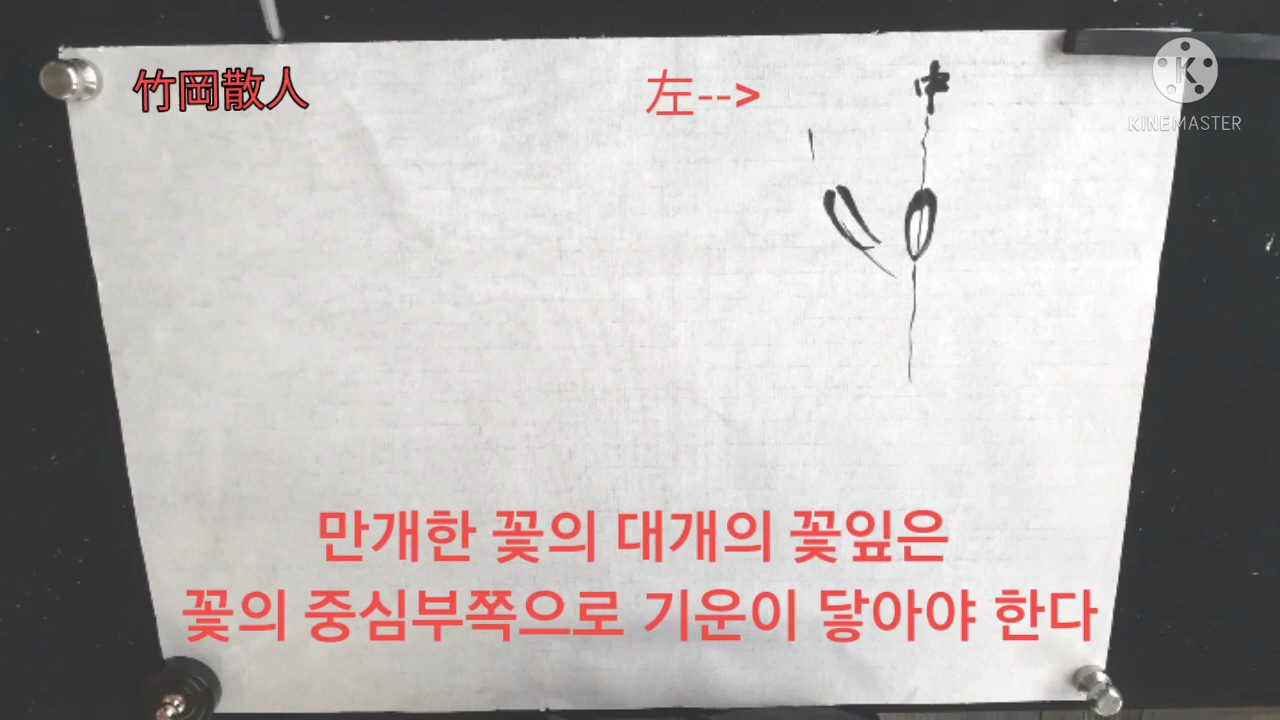 竹岡散人
左-->
中
KINEMASTER
만개한 꽃의 대개의 꽃잎은
꽃의 중심부쪽으로 기운이 닿아야 한다